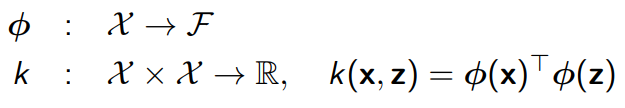 ϕ : 𝒳 → ℱ
k : 𝒳 × 𝒳 → ℝ, k(𝐱, 𝐳) = ϕ(𝐱)^⊤ ϕ(𝐳)